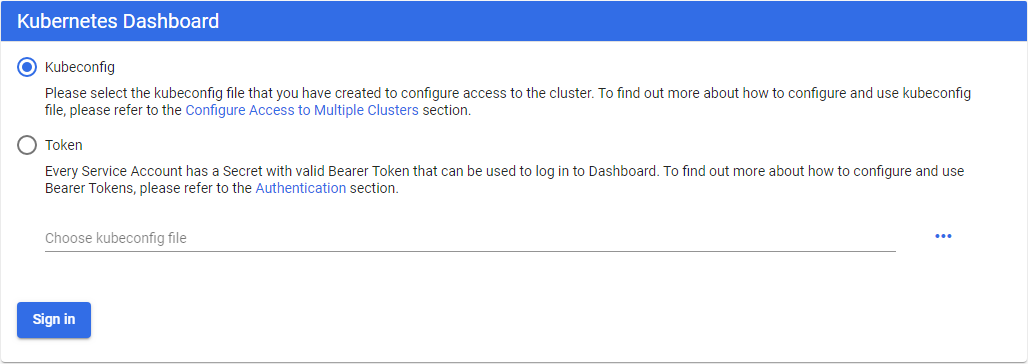 Kubernetes Dashboard
Kubeconfig
Please select the kubeconfig file that you have created to configure access to the cluster. To find out more about how to configure and use kubeconfig
file, please refer to the Configure Access to Multiple Clusters section.
Token
Every Service Account has a Secret with valid Bearer Token that can be used to log in to Dashboard. To find out more about how to configure and use
Bearer Tokens, please refer to the Authentication section.
Choose kubeconfig file
Sign in